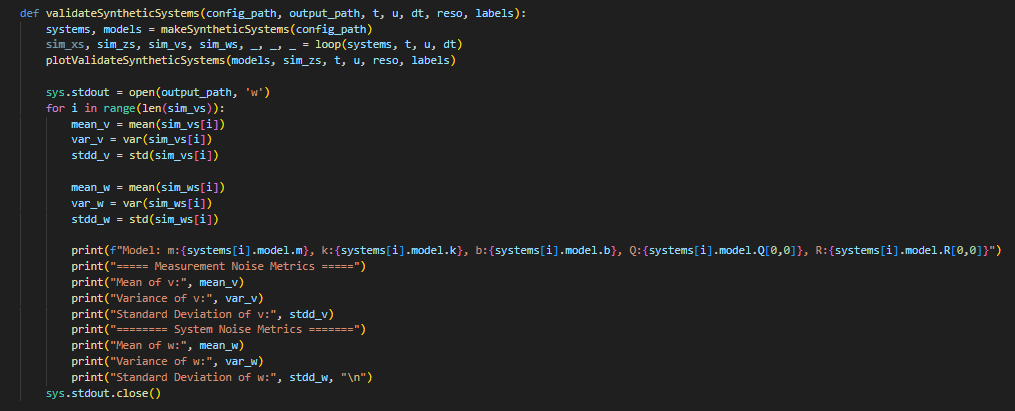 def validateSyntheticSystems(config_path, output_path, t, u, dt, reso, labels):
    systems, models = makeSyntheticSystems(config_path)
    sim_xs, sim_zs, sim_vs, sim_ws, _, _, _ = loop(systems, t, u, dt)
    plotValidateSyntheticSystems(models, sim_zs, t, u, reso, labels)

    sys.stdout = open(output_path, 'w')
    for i in range(len(sim_vs)):
        mean_v = mean(sim_vs[i])
        var_v = var(sim_vs[i])
        stdd_v = std(sim_vs[i])

        mean_w = mean(sim_ws[i])
        var_w = var(sim_ws[i])
        stdd_w = std(sim_ws[i])

        print(f"Model: m:{systems[i].model.m}, k:{systems[i].model.k}, b:{systems[i].model.b}, Q:{systems[i].model.Q[0,0]}, R:{systems[i].model.R[0,0]}")
        print("===== Measurement Noise Metrics =====")
        print("Mean of v:", mean_v)
        print("Variance of v:", var_v)
        print("Standard Deviation of v:", stdd_v)
        print("======== System Noise Metrics =======")
        print("Mean of w:", mean_w)
        print("Variance of w:", var_w)
        print("Standard Deviation of w:", stdd_w, "\n")
    sys.stdout.close()